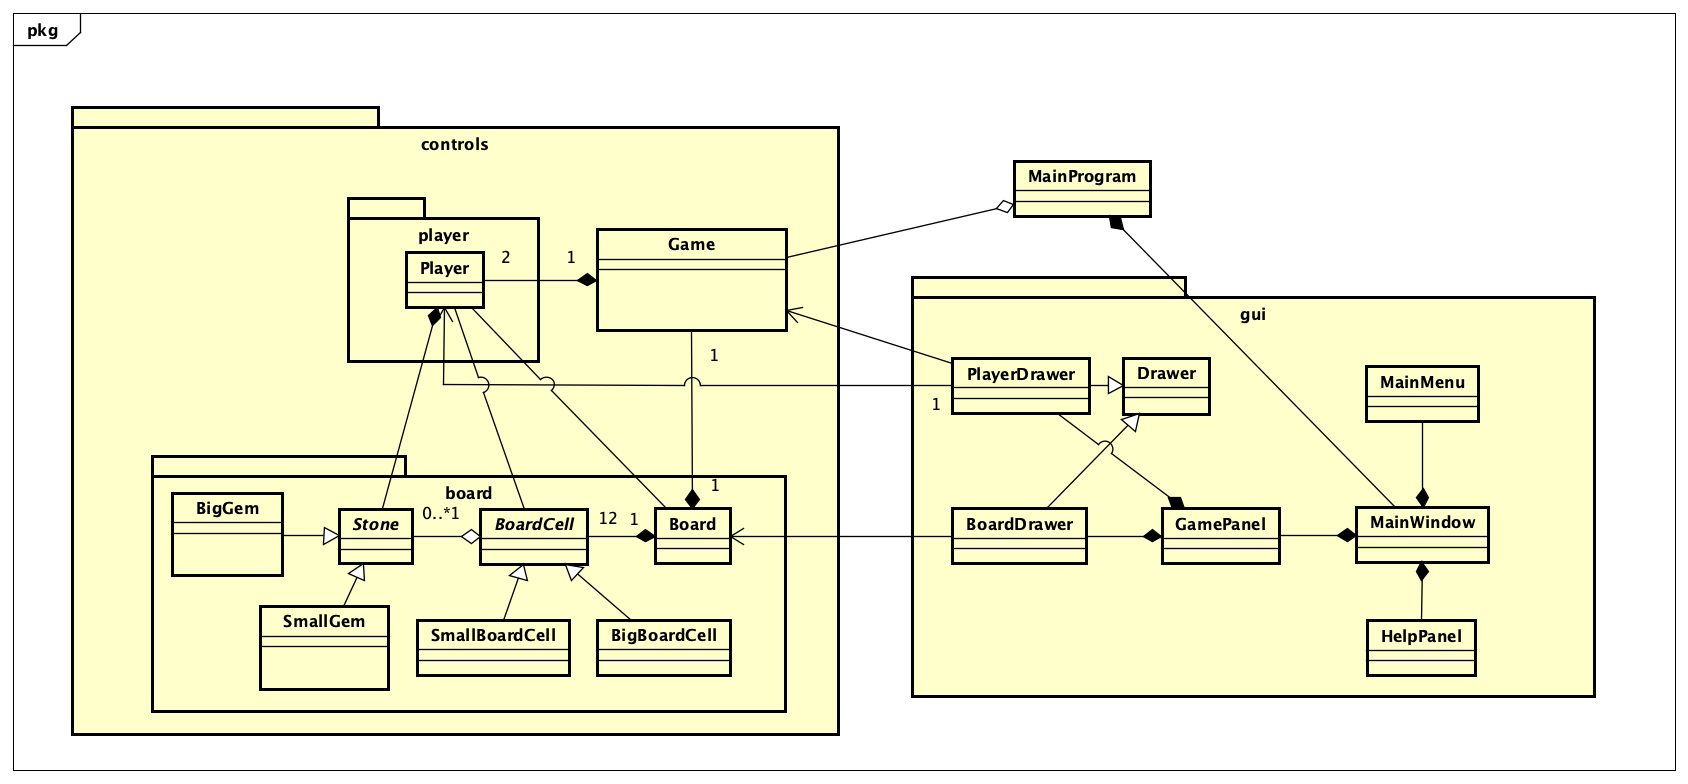 pkg
controls
MainProgram
player
Player
2
1
Game
gui
1
PlayerDrawer
Drawer
MainMenu
1
board
1
BigGem
Stone
0..*1
BoardCell
12
1
Board
BoardDrawer
GamePanel
MainWindow
SmallGem
SmallBoardCell
BigBoardCell
HelpPanel